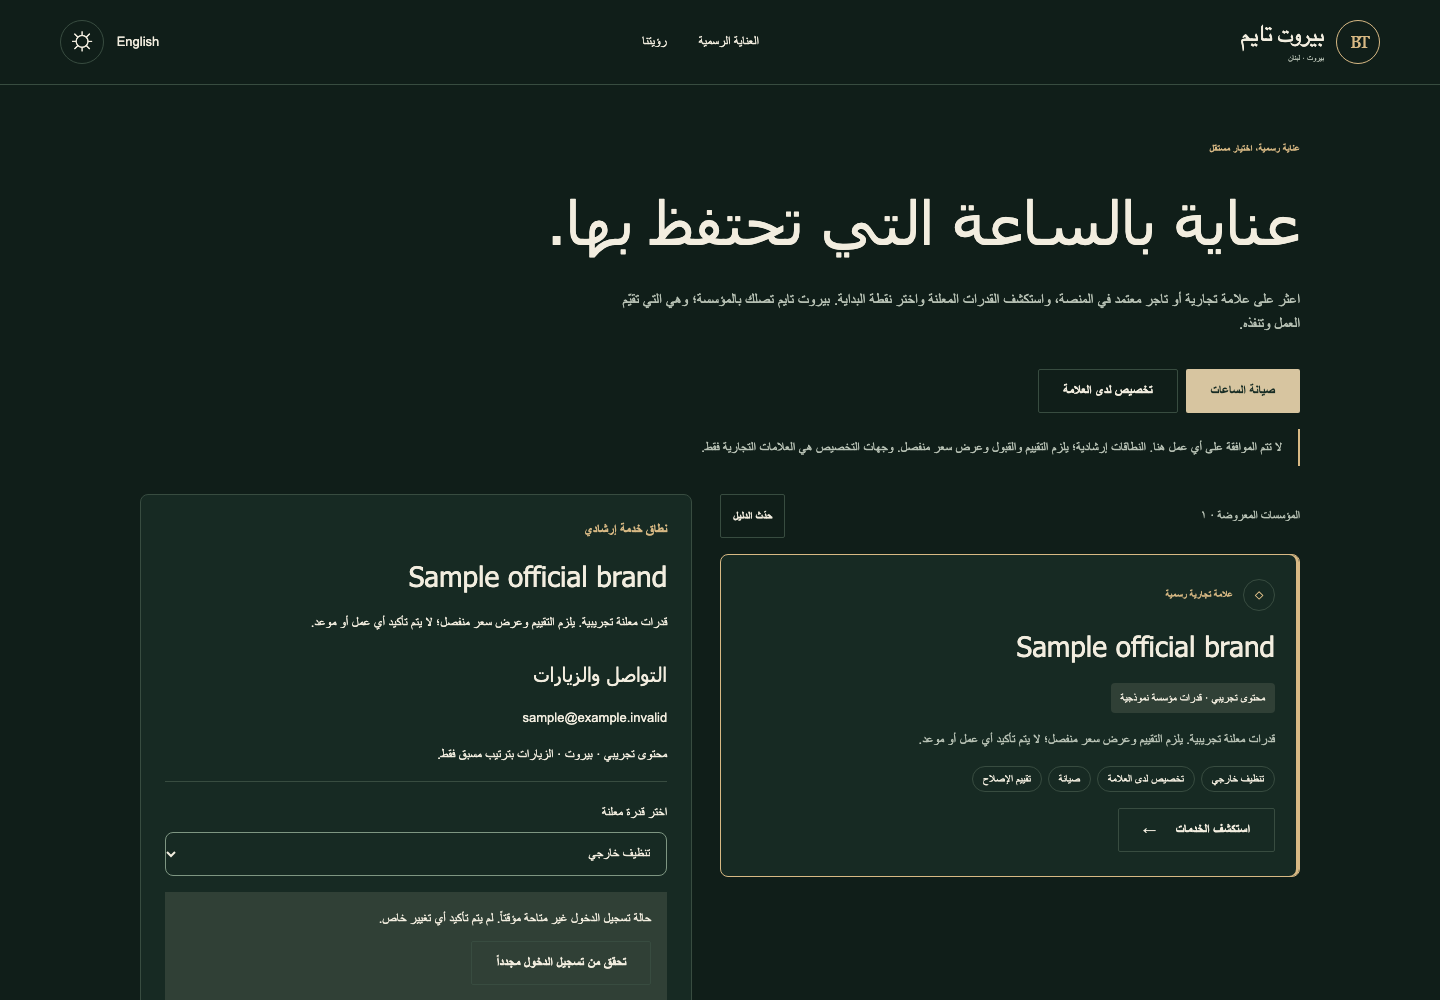 BT
بيروت تايم
بيروت · لبنان
العناية الرسمية
رؤيتنا
English
عناية رسمية، اختيار مستقل
عناية بالساعة التي تحتفظ بها.
اعثر على علامة تجارية أو تاجر معتمد في المنصة، واستكشف القدرات المعلنة واختر نقطة البداية. بيروت تايم تصلك بالمؤسسة؛ وهي التي تقيّم
العمل وتنفذه.
صيانة الساعات
تخصيص لدى العلامة
لا تتم الموافقة على أي عمل هنا. النطاقات إرشادية؛ يلزم التقييم والقبول وعرض سعر منفصل. وجهات التخصيص هي العلامات التجارية فقط.
المؤسسات المعروضة · ١
حدّث الدليل
علامة تجارية رسمية
Sample official brand
محتوى تجريبي · قدرات مؤسسة نموذجية
قدرات معلنة تجريبية. يلزم التقييم وعرض سعر منفصل؛ لا يتم تأكيد أي عمل أو موعد.
تنظيف خارجي
تخصيص لدى العلامة
صيانة
تقييم الإصلاح
استكشف الخدمات ←
نطاق خدمة إرشادي
Sample official brand
قدرات معلنة تجريبية. يلزم التقييم وعرض سعر منفصل؛ لا يتم تأكيد أي عمل أو موعد.
التواصل والزيارات
sample@example.invalid
محتوى تجريبي · بيروت · الزيارات بترتيب مسبق فقط.
اختر قدرة معلنة
تنظيف خارجي
حالة تسجيل الدخول غير متاحة مؤقتاً. لم يتم تأكيد أي تغيير خاص.
تحقق من تسجيل الدخول مجدداً